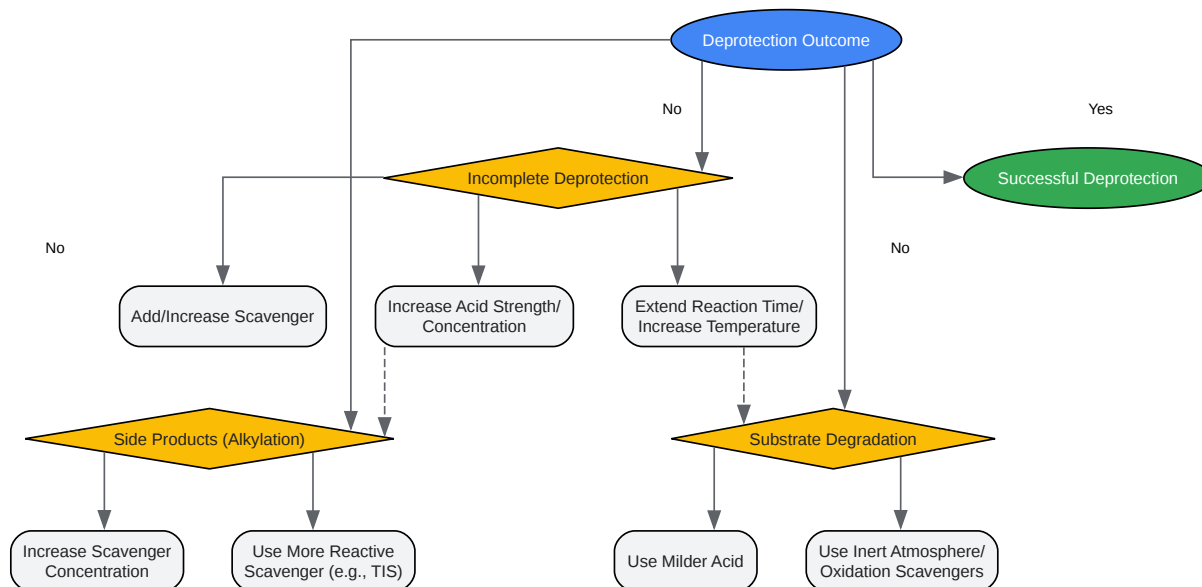 Deprotection Outcome
No
Yes
Incomplete Deprotection
Successful Deprotection
No
No
Add/Increase Scavenger
Increase Acid Strength/
Concentration
Extend Reaction Time/
Increase Temperature
Side Products (Alkylation)
Substrate Degradation
Increase Scavenger
Concentration
Use More Reactive
Scavenger (e.g., TIS)
Use Milder Acid
Use Inert Atmosphere/
Oxidation Scavengers